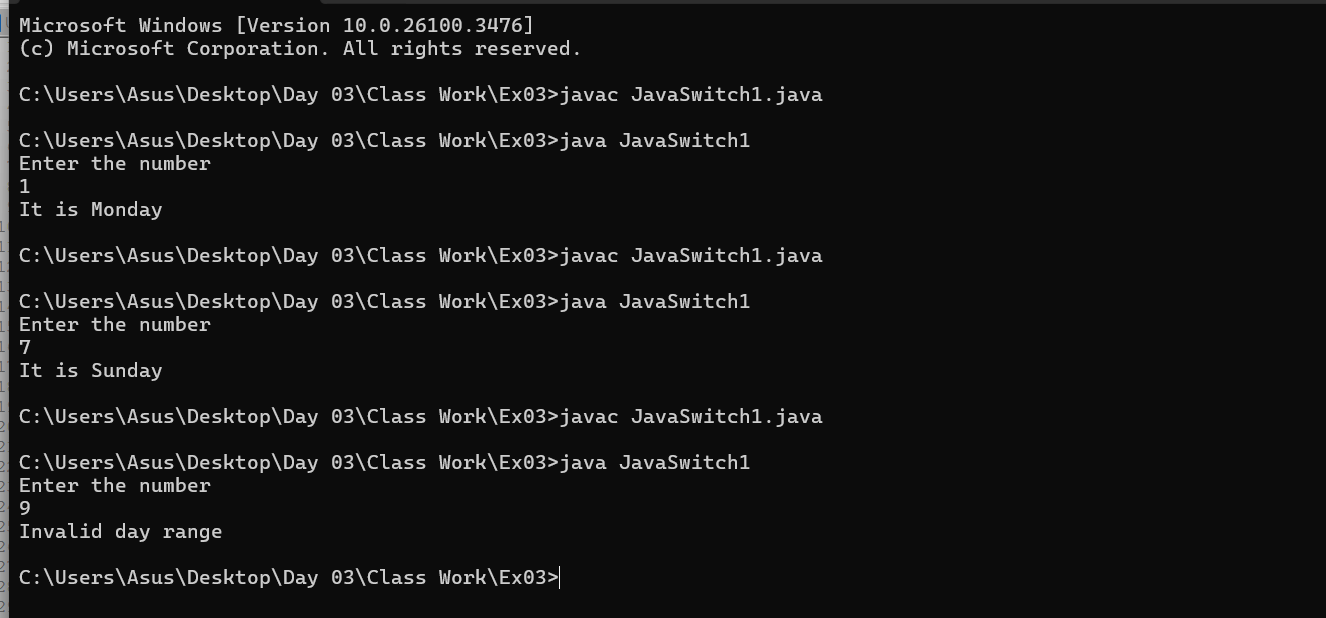 Microsoft Windows [Version 10.0.26100.3476]
(c) Microsoft Corporation. All rights reserved.
C:\Users\Asus\Desktop\Day 03\Class Work\Ex03>javac JavaSwitch1.java
C:\Users\Asus\Desktop\Day 03\Class Work\Ex03>java JavaSwitch1
Enter the number
1
It is Monday
C:\Users\Asus\Desktop\Day 03\Class Work\Ex03>javac JavaSwitch1.java
C:\Users\Asus\Desktop\Day 03\Class Work\Ex03>java JavaSwitch1
Enter the number
7
It is Sunday
C:\Users\Asus\Desktop\Day 03\Class Work\Ex03>javac JavaSwitch1.java
C:\Users\Asus\Desktop\Day 03\Class Work\Ex03>java JavaSwitch1
Enter the number
9
Invalid day range
C:\Users\Asus\Desktop\Day 03\Class Work\Ex03>